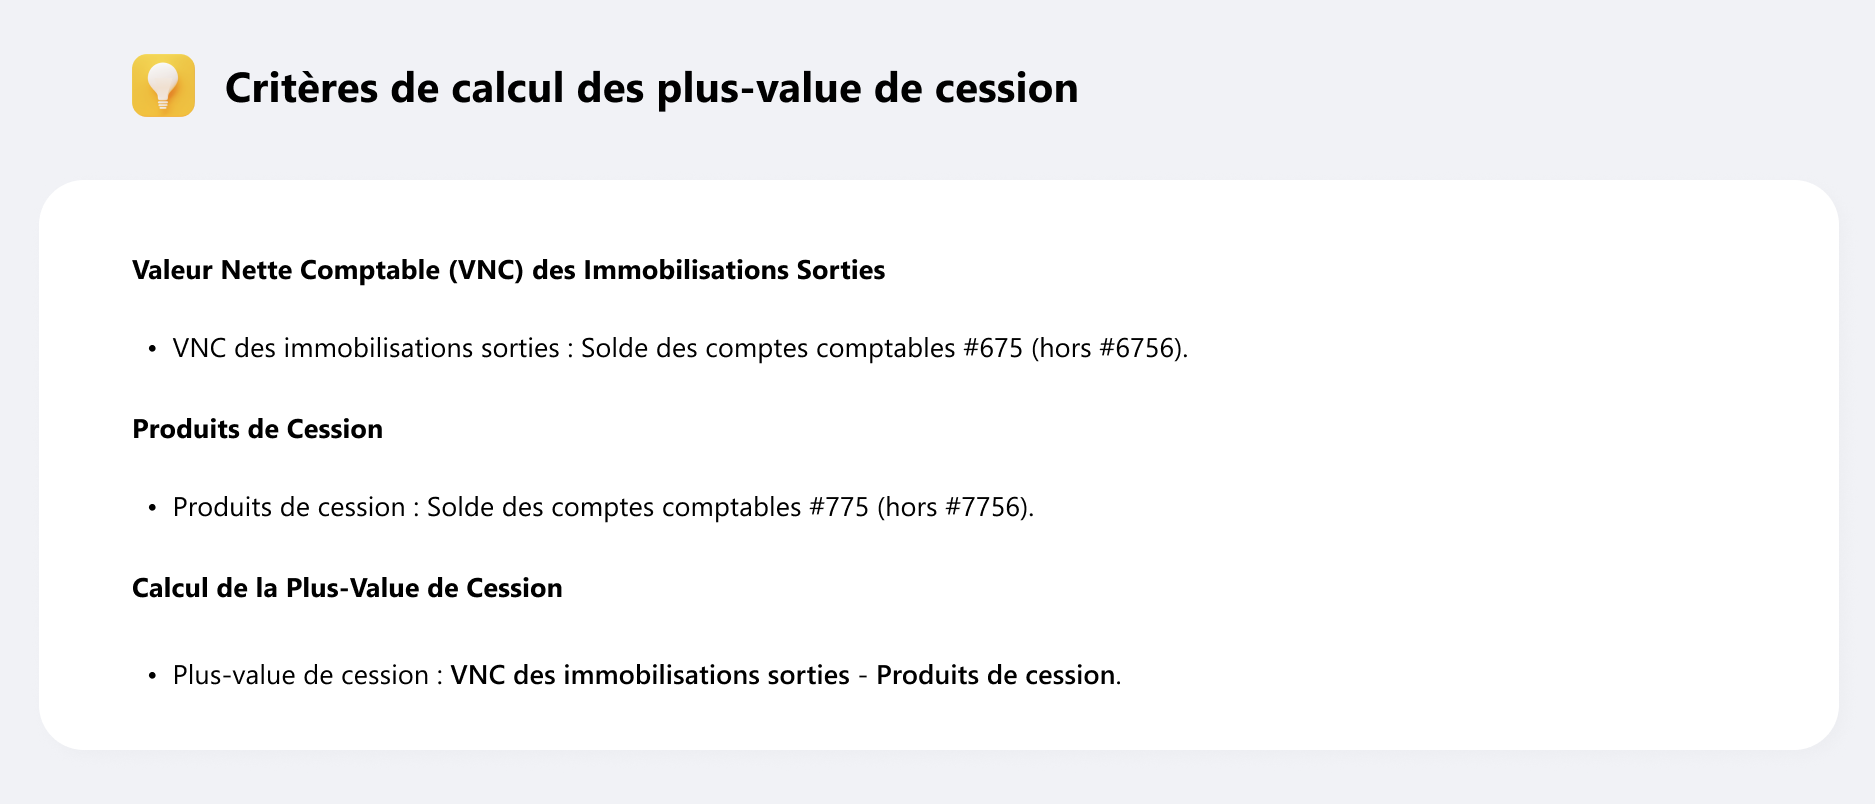 Critères de calcul des plus-value de cession
Valeur Nette Comptable (VNC) des Immobilisations Sorties
• VNC des immobilisations sorties : Solde des comptes comptables #675 (hors #6756).
Produits de Cession
• Produits de cession : Solde des comptes comptables #775 (hors #7756).
Calcul de la Plus-Value de Cession
• Plus-value de cession : VNC des immobilisations sorties - Produits de cession.